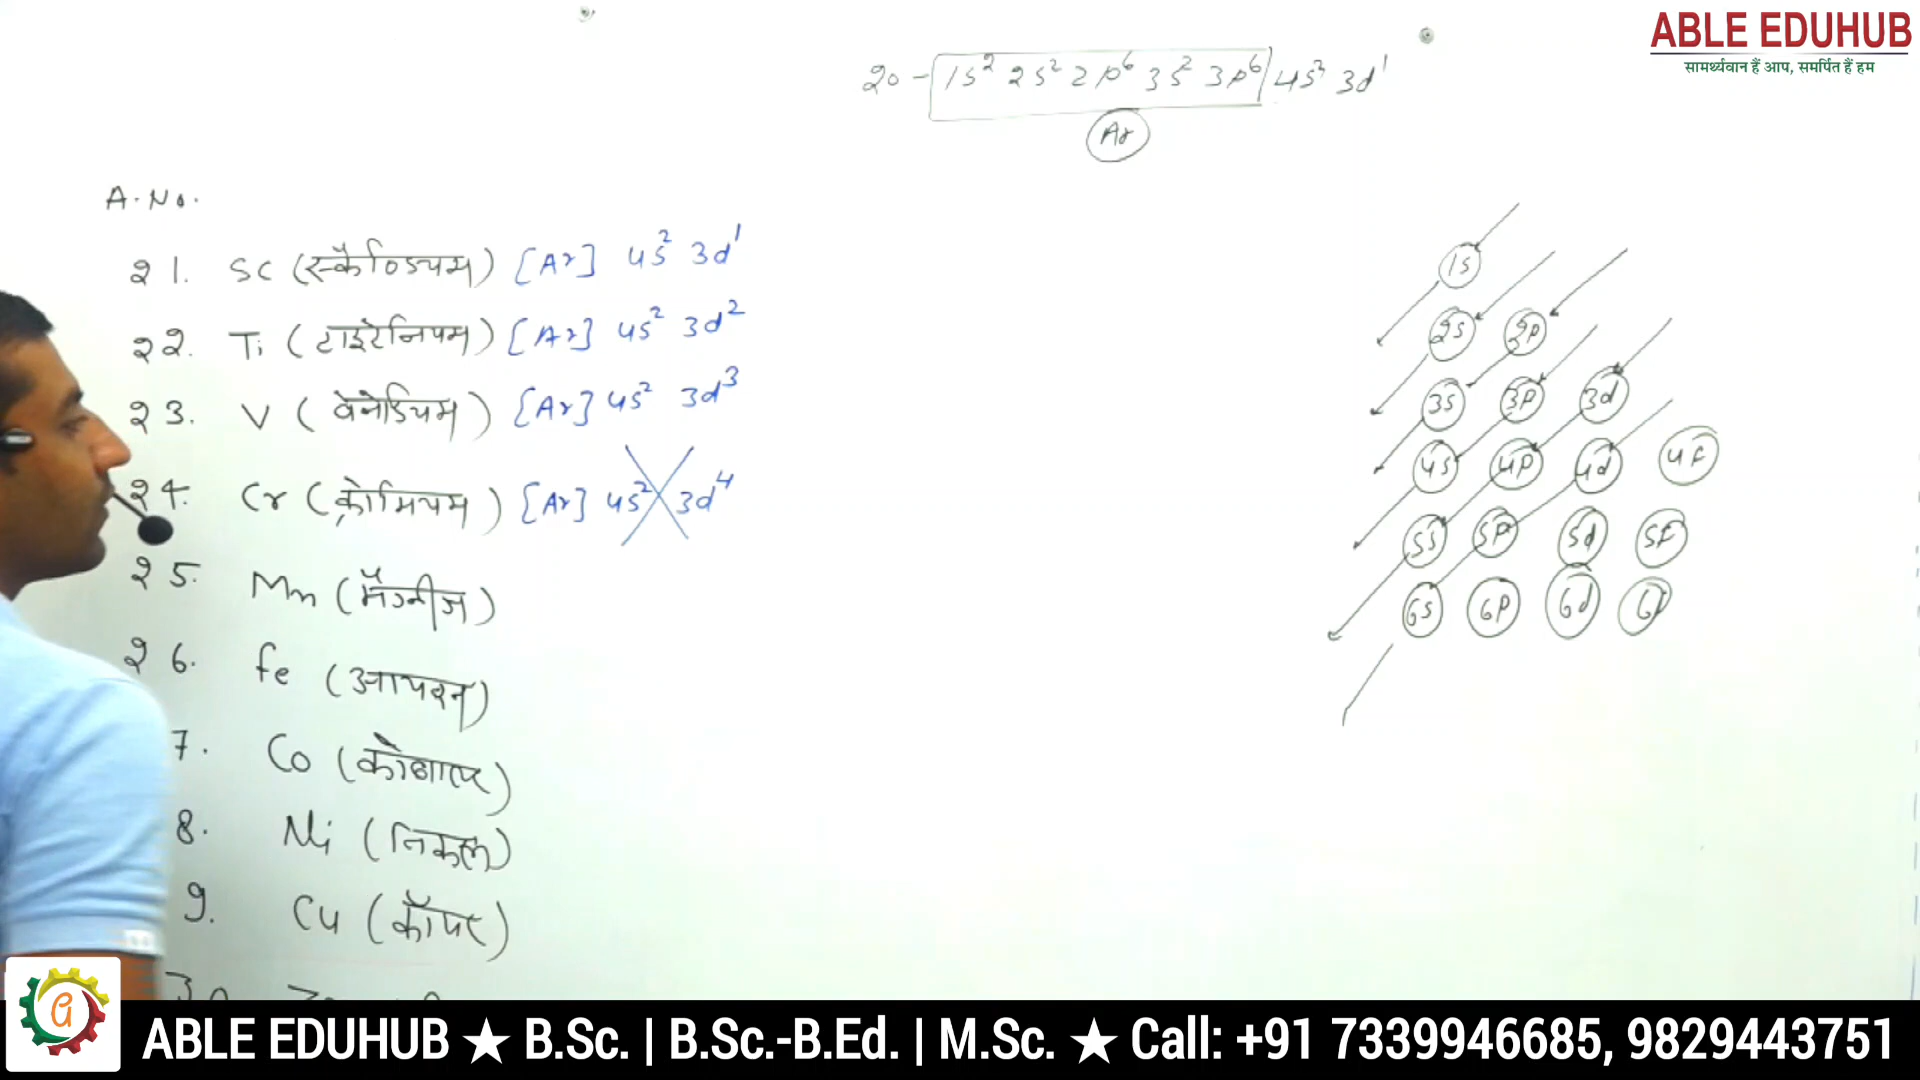 ABLE EDUHUB
सामर्थ्यवान हैं आप, समर्पित हैं हम
20 - 1s² 2s² 2p⁶ 3s² 3p⁶ 4s² 3d¹
Ar
A.No.
21. Sc (स्कैण्डियम) [Ar] 4s² 3d¹
22. Ti (टाइटेनियम) [Ar] 4s² 3d²
23. V (वेनेडियम) [Ar] 4s² 3d³
24. Cr (क्रोमियम) [Ar] 4s² 3d⁴
25. Mn (मैंग्नीज)
26. Fe (आयरन)
7. Co (कोबाल्ट)
8. Ni (निकल)
9. Cu (कॉपर)
30
1s
2s 2p
3s 3p 3d
4s 4p 4d 4f
5s 5p 5d 5f
6s 6p 6d 6f
ABLE EDUHUB ★ B.Sc. | B.Sc.-B.Ed. | M.Sc. ★ Call: +91 7339946685, 9829443751